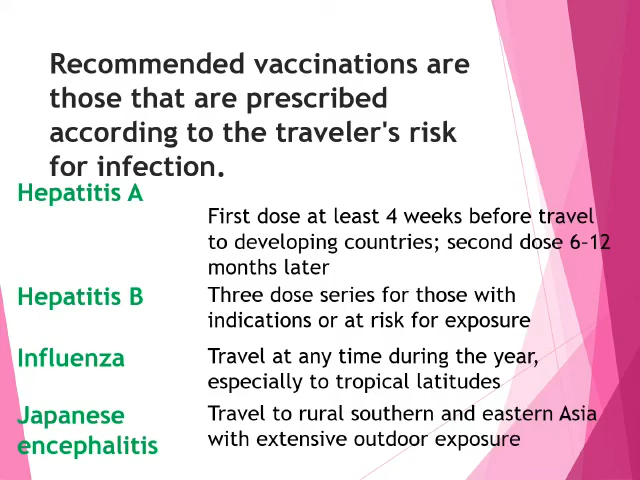 Recommended vaccinations are
those that are prescribed
according to the traveler's risk
for infection.
Hepatitis A
First dose at least 4 weeks before travel
to developing countries; second dose 6–12
months later
Hepatitis B
Three dose series for those with
indications or at risk for exposure
Influenza
Travel at any time during the year,
especially to tropical latitudes
Japanese
encephalitis
Travel to rural southern and eastern Asia
with extensive outdoor exposure